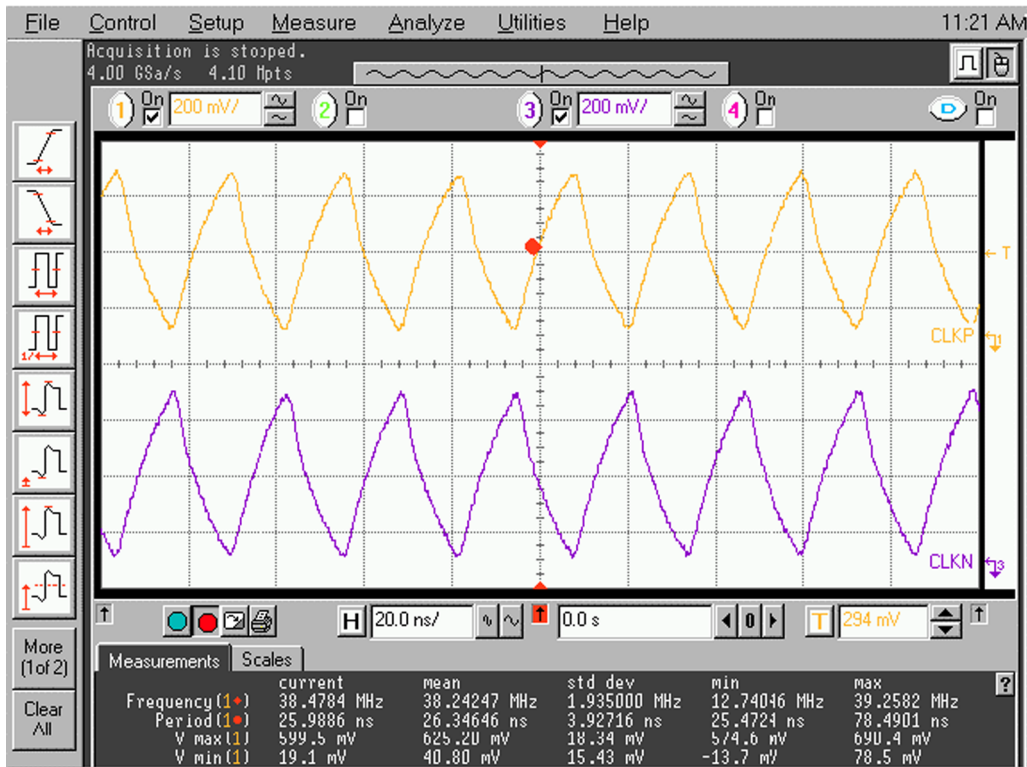 File Control Setup Measure Analyze Utilities Help 11:21 AM
Acquisition is stopped.
4.00 GSa/s 4.10 Mpts
1 On 200 mV/ 2 On 3 On 200 mV/ 4 On D On
T
CLKP 1
CLKN 3
1/
H 20.0 ns/ 0.0 s 0 T 294 mV
More
(1 of 2)
Clear
All
Measurements Scales
?
current mean std dev min max
Frequency(1) 38.4784 MHz 38.24247 MHz 1.935000 MHz 12.74046 MHz 39.2582 MHz
Period(1) 25.9886 ns 26.34646 ns 3.92716 ns 25.4724 ns 78.4901 ns
V max(1) 599.5 mV 625.20 mV 18.34 mV 574.6 mV 690.4 mV
V min(1) 19.1 mV 40.80 mV 15.43 mV -13.7 mV 78.5 mV